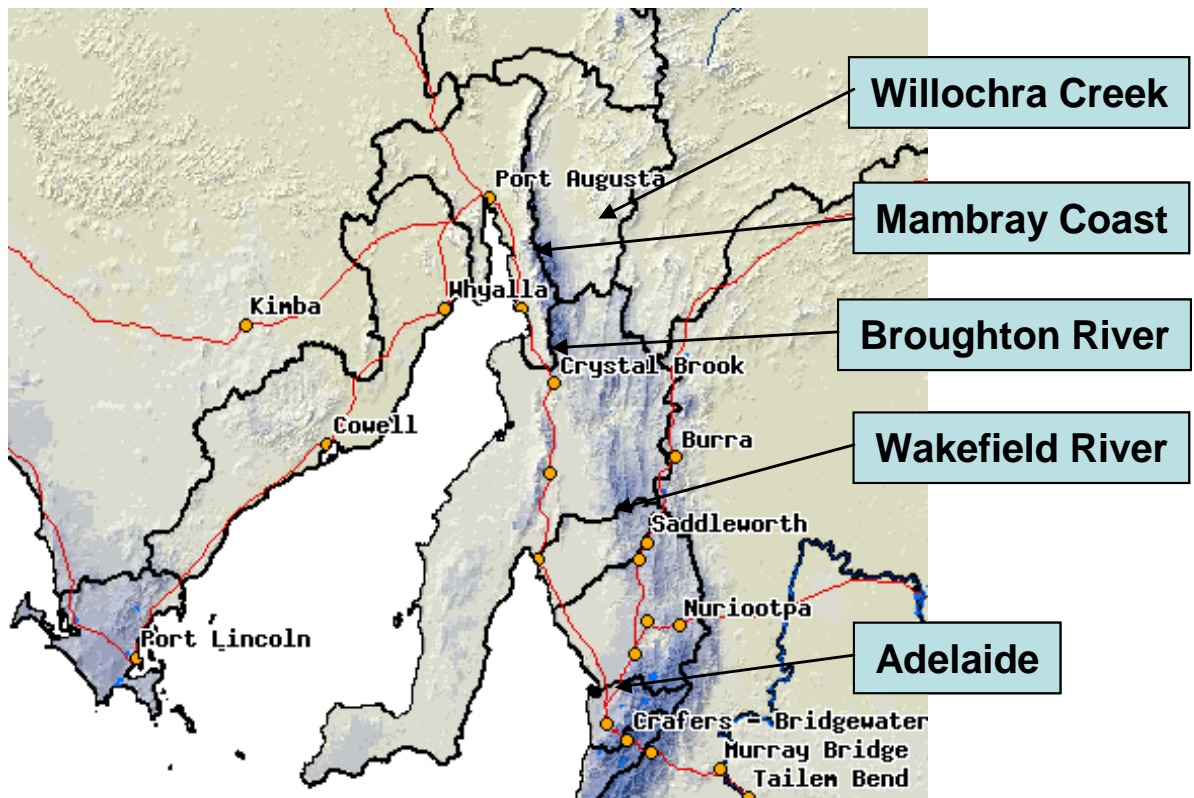 Willochra Creek
Port Augusta
Mambray Coast
Kimba
Whyalla
Broughton River
Crystal Brook
Cowell
Burra
Wakefield River
Saddleworth
Nuriootpa
Port Lincoln
Adelaide
Crafers - Bridgewater
Murray Bridge
Tailem Bend